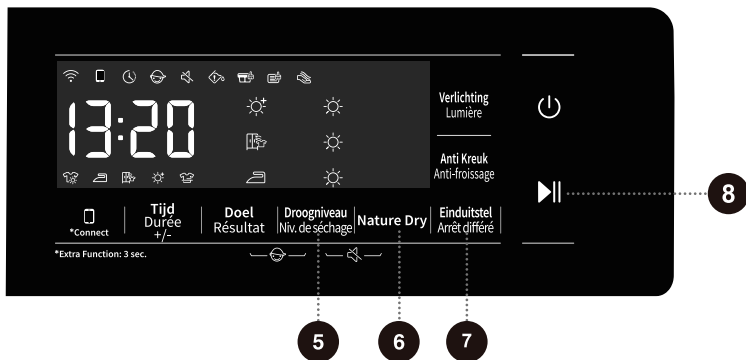 13:20
Verlichting
Lumière
Anti Kreuk
Anti-froissage
8
*Connect
Tijd
Durée
+/-
Doel
Résultat
Droogniveau
Niv. de séchage
Nature Dry
Einduitstel
Arrêt différé
*Extra Function: 3 sec.
5
6
7